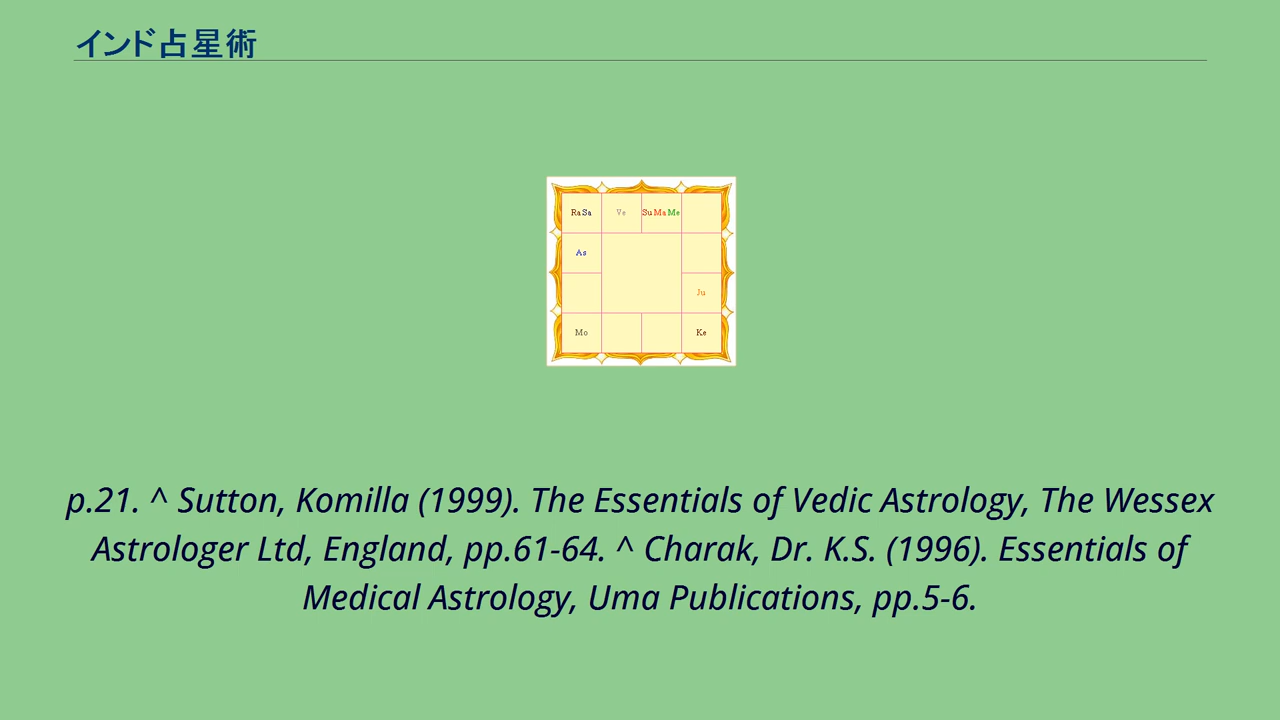 インド占星術
Ra Sa Ve Su Ma Me
As
Ju
Mo Ke
p.21. ^ Sutton, Komilla (1999). The Essentials of Vedic Astrology, The Wessex
Astrologer Ltd, England, pp.61-64. ^ Charak, Dr. K.S. (1996). Essentials of
Medical Astrology, Uma Publications, pp.5-6.